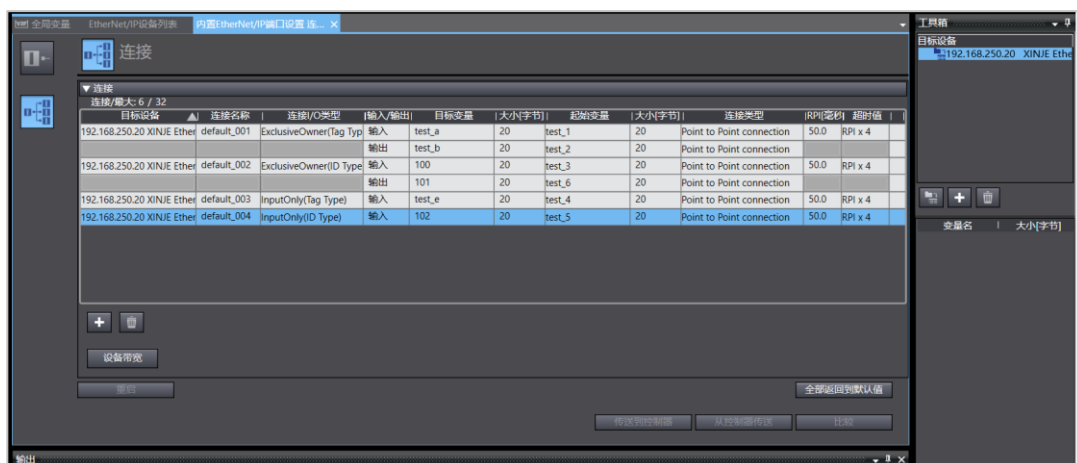 全局变量 EtherNet/IP设备列表 内置EtherNet/IP端口设置 连... ×
工具箱
目标设备
192.168.250.20 XINJE Ethe
连接
▼连接
连接/最大: 6 / 32
目标设备 连接名称 连接I/O类型 输入/输出 目标变量 大小[字节] 起始变量 大小[字节] 连接类型 RPI[毫秒] 超时值
192.168.250.20 XINJE Ether default_001 ExclusiveOwner(Tag Typ 输入 test_a 20 test_1 20 Point to Point connection 50.0 RPI x 4
输出 test_b 20 test_2 20 Point to Point connection
192.168.250.20 XINJE Ether default_002 ExclusiveOwner(ID Type 输入 100 20 test_3 20 Point to Point connection 50.0 RPI x 4
输出 101 20 test_6 20 Point to Point connection
192.168.250.20 XINJE Ether default_003 InputOnly(Tag Type) 输入 test_e 20 test_4 20 Point to Point connection 50.0 RPI x 4
192.168.250.20 XINJE Ether default_004 InputOnly(ID Type) 输入 102 20 test_5 20 Point to Point connection 50.0 RPI x 4
变量名 大小[字节]
设备带宽
重启 全部返回到默认值
传送到控制器 从控制器传送 比较
输出